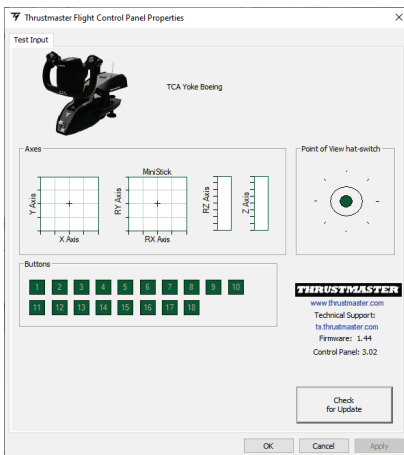 Thrustmaster Flight Control Panel Properties
Test Input
TCA Yoke Boeing
Axes
MiniStick
Y Axis
X Axis
RY Axis
RX Axis
RZ Axis
Z Axis
Point of View hat-switch
Buttons
1 2 3 4 5 6 7 8 9 10
11 12 13 14 15 16 17 18
THRUSTMASTER
www.thrustmaster.com
Technical Support:
ts.thrustmaster.com
Firmware: 1.44
Control Panel: 3.02
Check
for Update
OK Cancel Apply